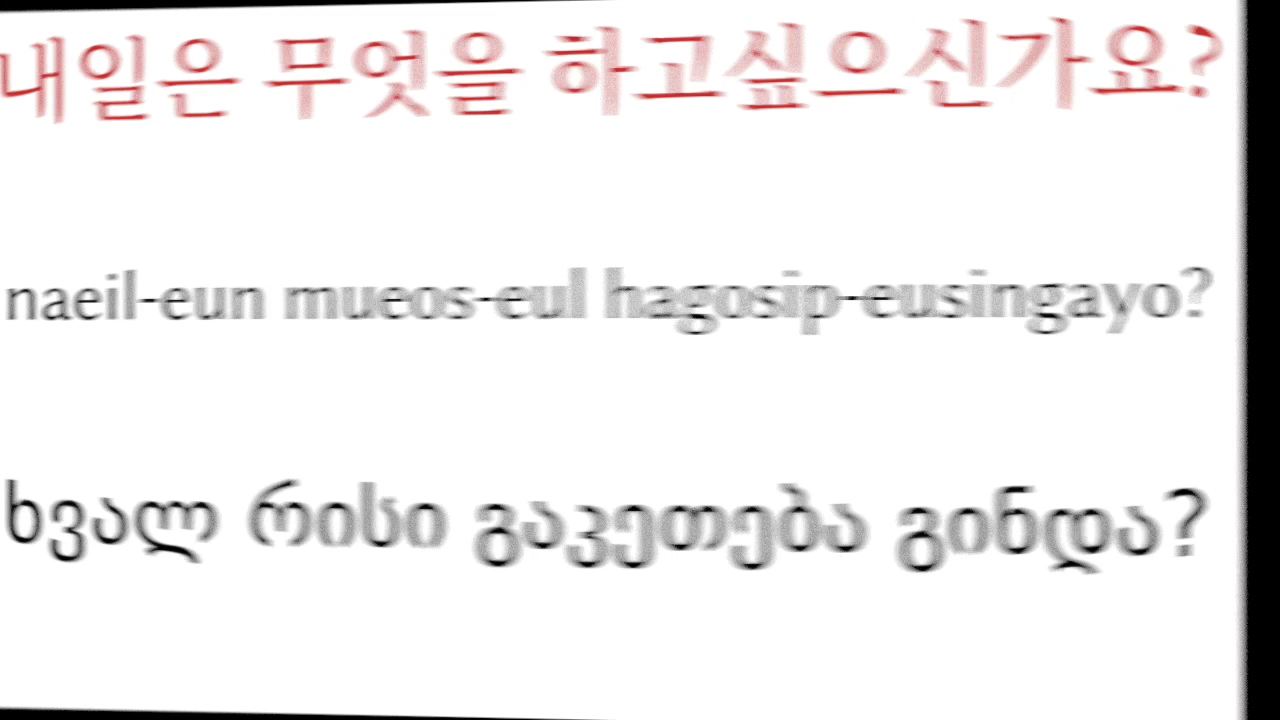 내일은 무엇을 하고싶으신가요?
naeil-eun mueos-eul hagosip-eusingayo?
ხვალ რისი გაკეთება გინდა?